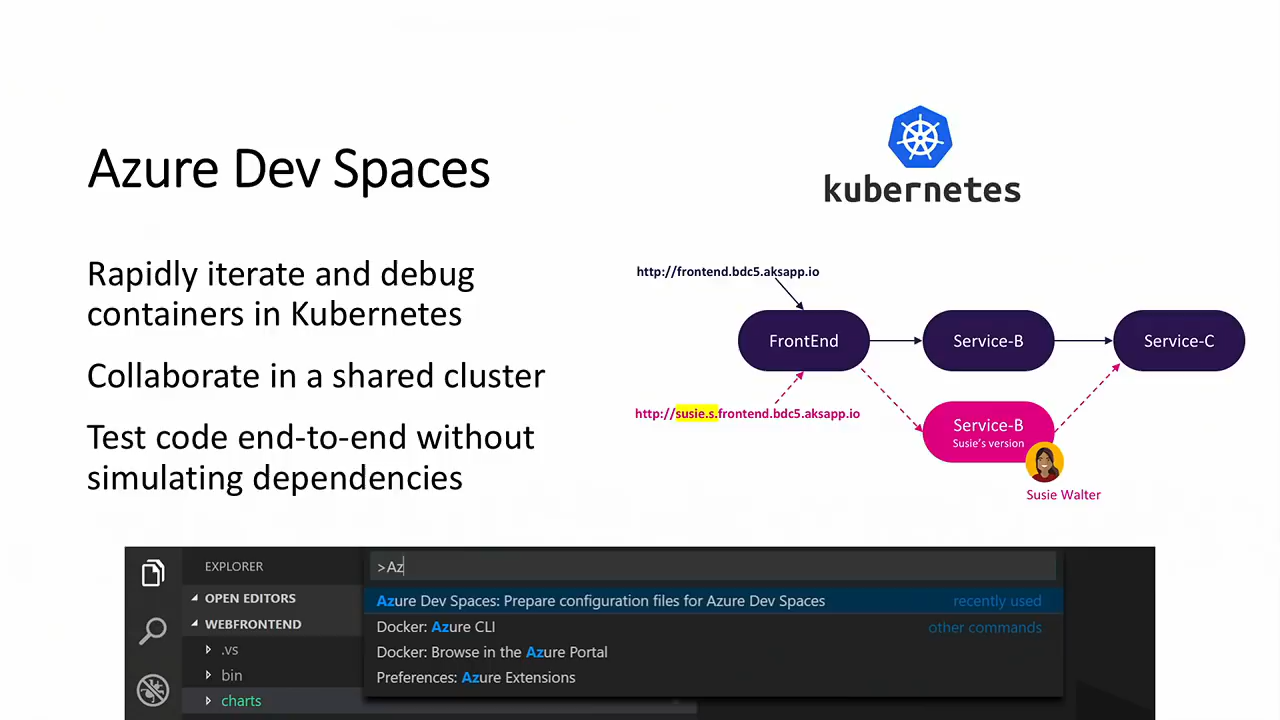 Azure Dev Spaces
Rapidly iterate and debug
containers in Kubernetes
Collaborate in a shared cluster
Test code end-to-end without
simulating dependencies
kubernetes
http://frontend.bdc5.aksapp.io
FrontEnd
Service-B
Service-C
http://susie.s.frontend.bdc5.aksapp.io
Service-B
Susie's version
Susie Walter
EXPLORER
OPEN EDITORS
WEBFRONTEND
.vs
bin
charts
>Az
Azure Dev Spaces: Prepare configuration files for Azure Dev Spaces recently used
Docker: Azure CLI other commands
Docker: Browse in the Azure Portal
Preferences: Azure Extensions